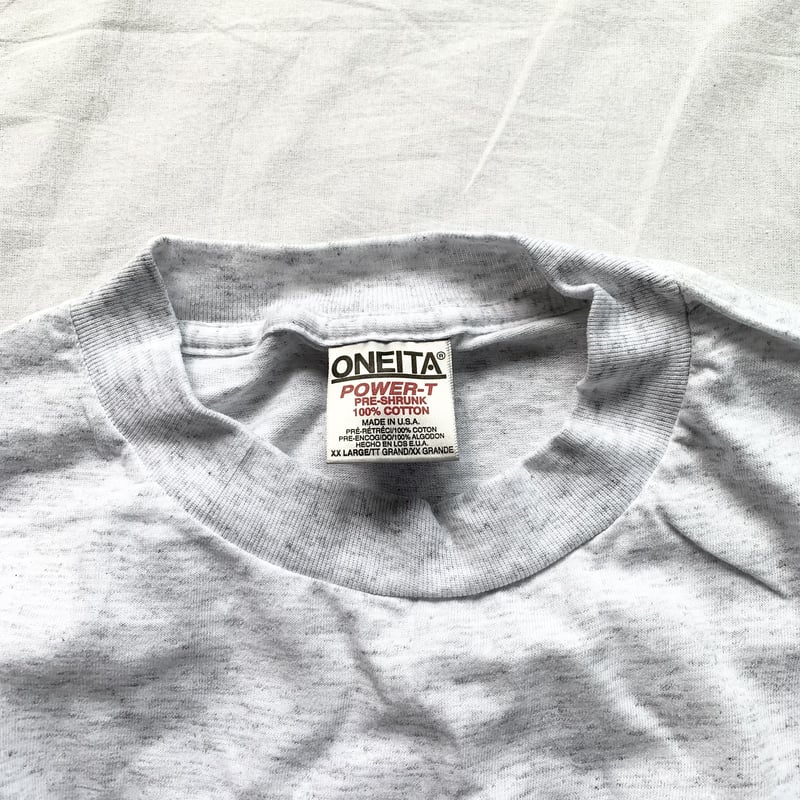 ONEITA®
POWER-T
PRE-SHRUNK
100% COTTON
MADE IN U.S.A.
PRÉ-RÉTRÉCI/100% COTON
PRE-ENCOGIDO/100% ALGODON
HECHO EN LOS E.U.A.
XX LARGE/TT GRAND/XX GRANDE